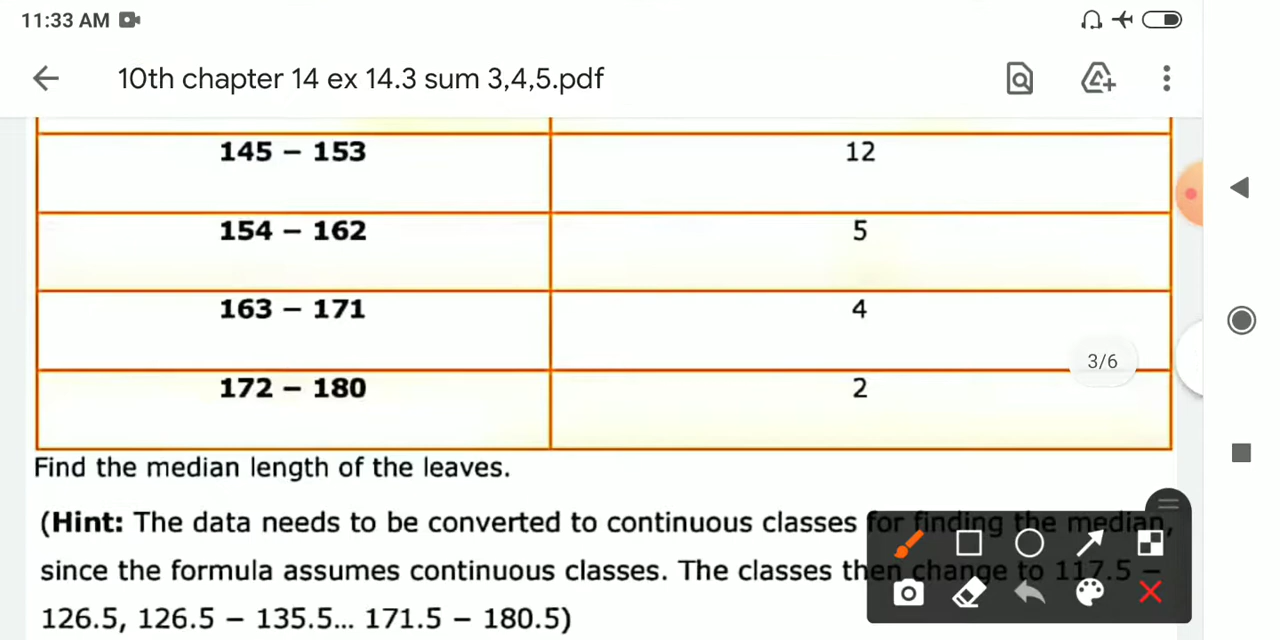 11:33 AM
10th chapter 14 ex 14.3 sum 3,4,5.pdf
145 – 153 12
154 – 162 5
163 – 171 4
3/6
172 – 180 2
Find the median length of the leaves.
(Hint: The data needs to be converted to continuous classes for finding the median,
since the formula assumes continuous classes. The classes then change to 117.5 –
126.5, 126.5 – 135.5... 171.5 – 180.5)